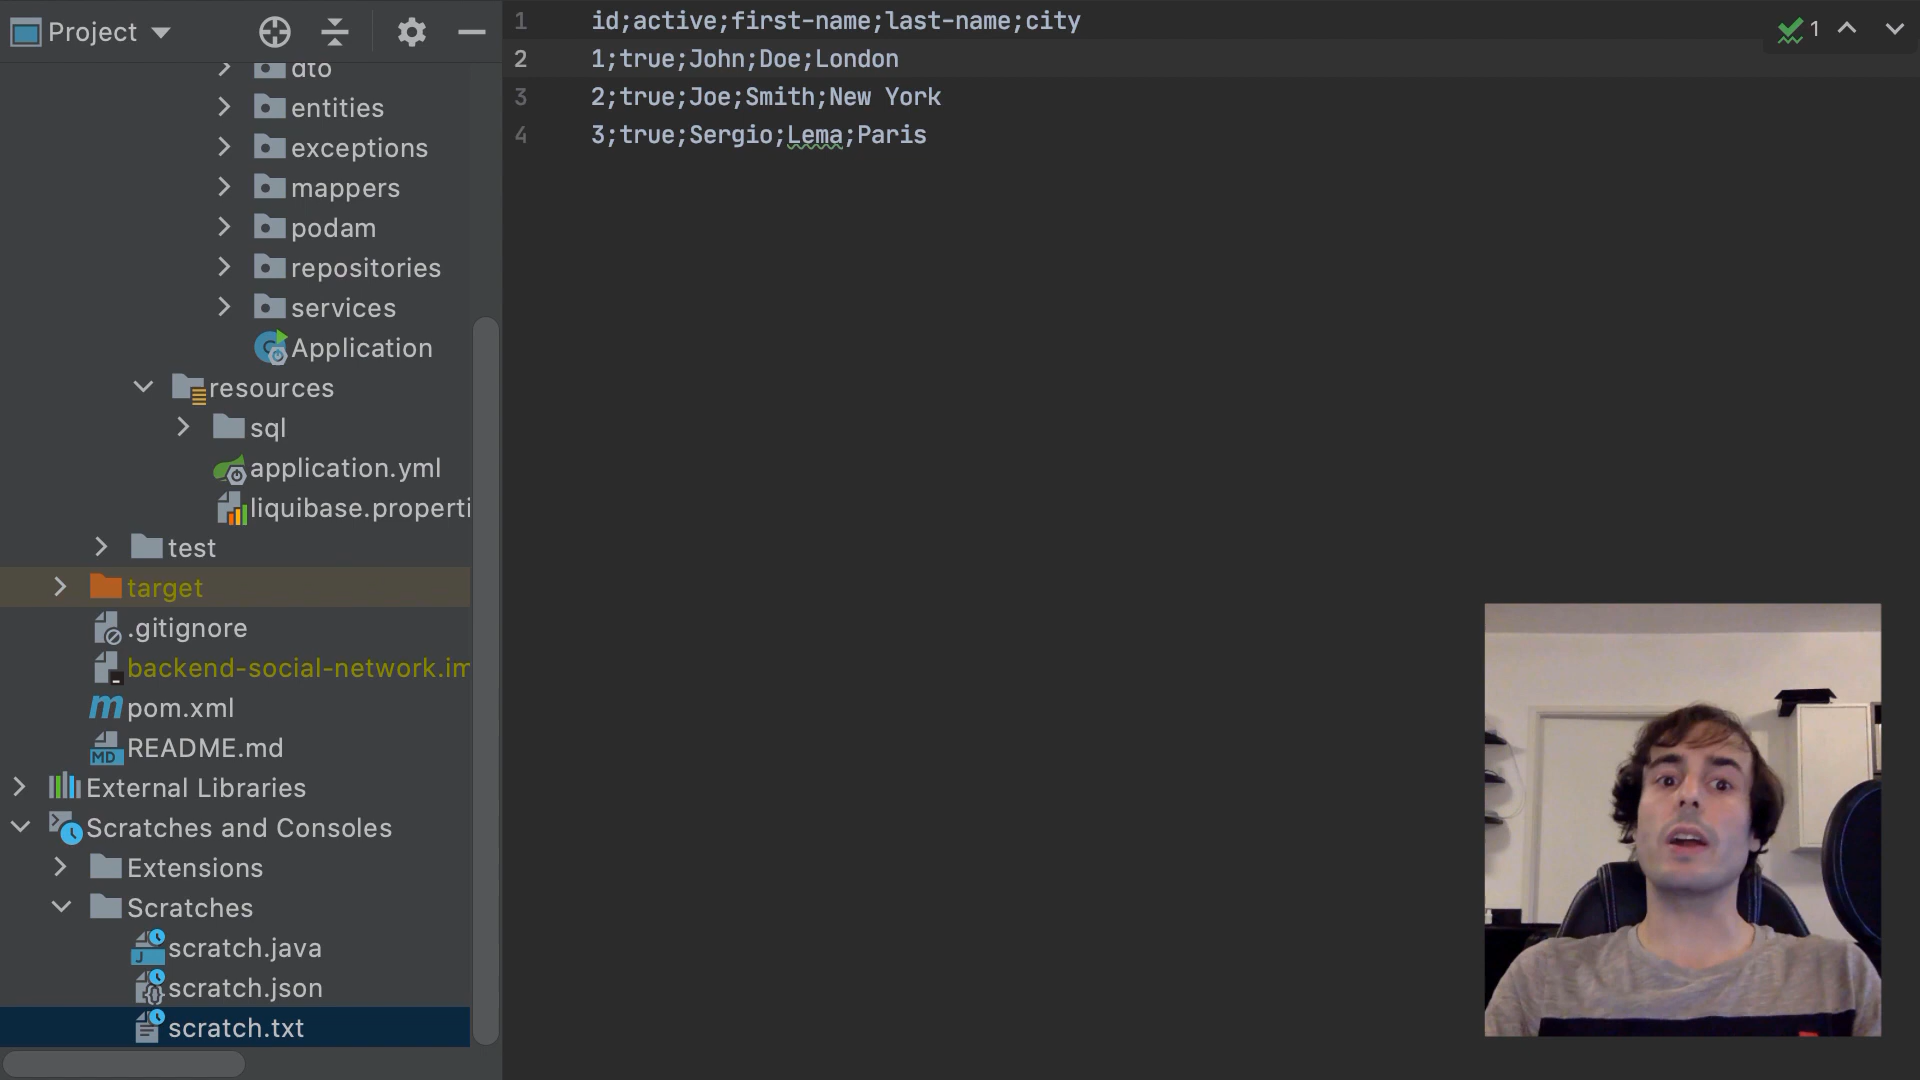 Project
dto
entities
exceptions
mappers
podam
repositories
services
Application
resources
sql
application.yml
liquibase.properti
test
target
.gitignore
backend-social-network.im
pom.xml
README.md
External Libraries
Scratches and Consoles
Extensions
Scratches
scratch.java
scratch.json
scratch.txt
1 id;active;first-name;last-name;city
2 1;true;John;Doe;London
3 2;true;Joe;Smith;New York
4 3;true;Sergio;Lema;Paris
1